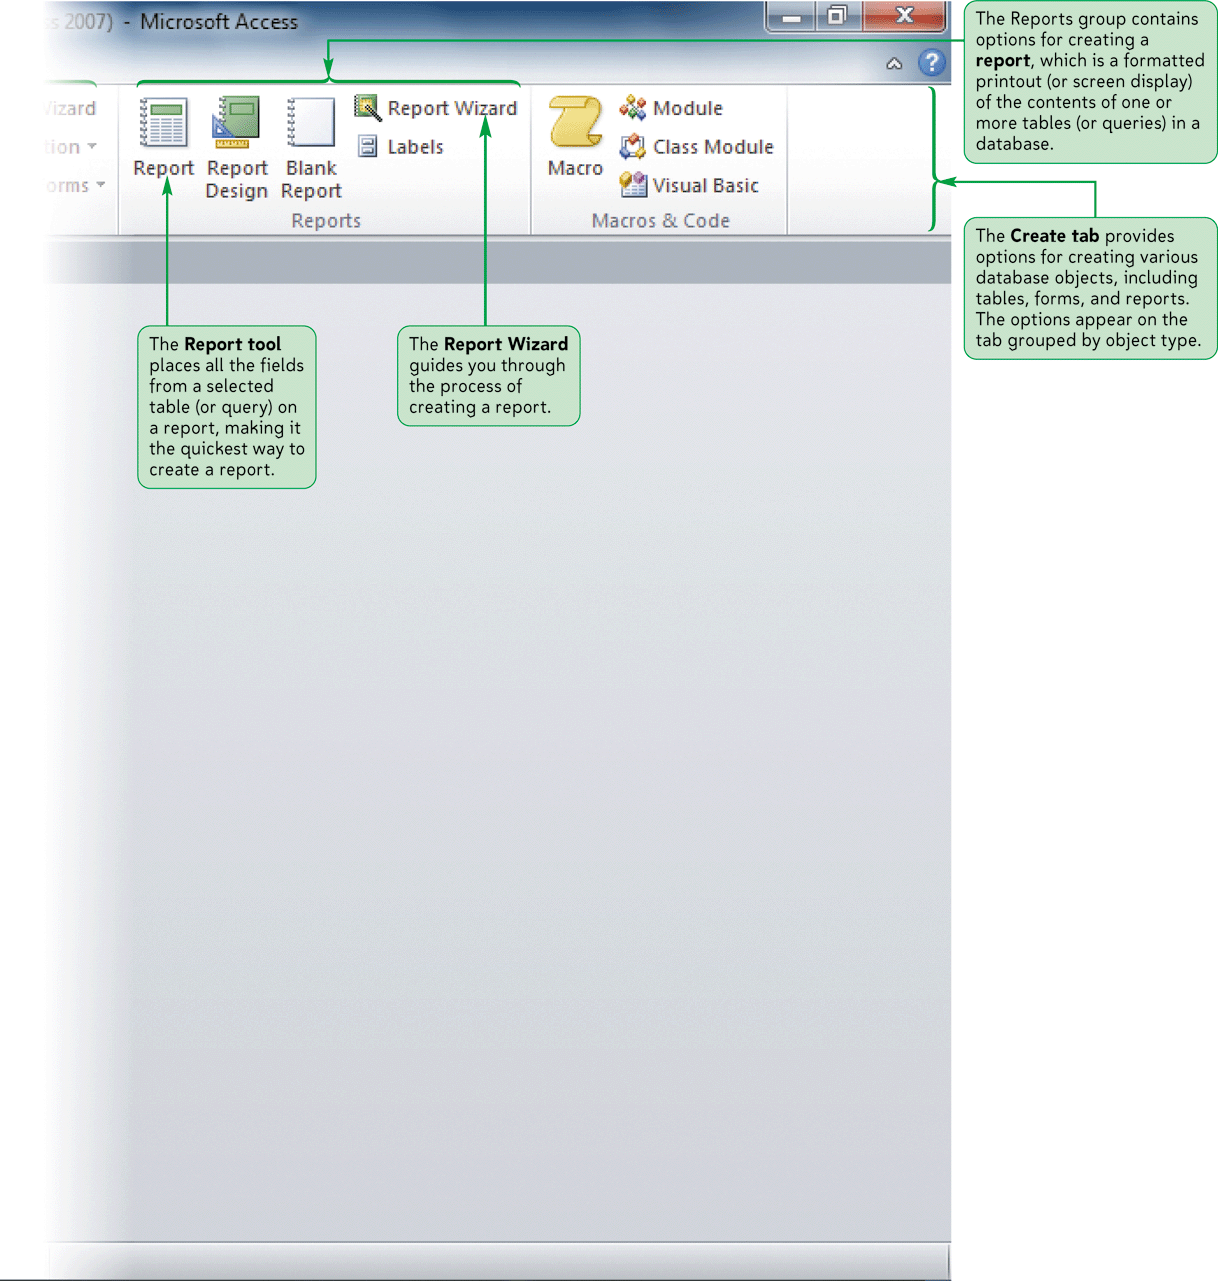 s 2007) - Microsoft Access
The Reports group contains
options for creating a
report, which is a formatted
printout (or screen display)
of the contents of one or
more tables (or queries) in a
database.
izard
tion
orms
Report
Report
Design
Blank
Report
Report Wizard
Labels
Reports
Macro
Module
Class Module
Visual Basic
Macros & Code
The Create tab provides
options for creating various
database objects, including
tables, forms, and reports.
The options appear on the
tab grouped by object type.
The Report tool
places all the fields
from a selected
table (or query) on
a report, making it
the quickest way to
create a report.
The Report Wizard
guides you through
the process of
creating a report.